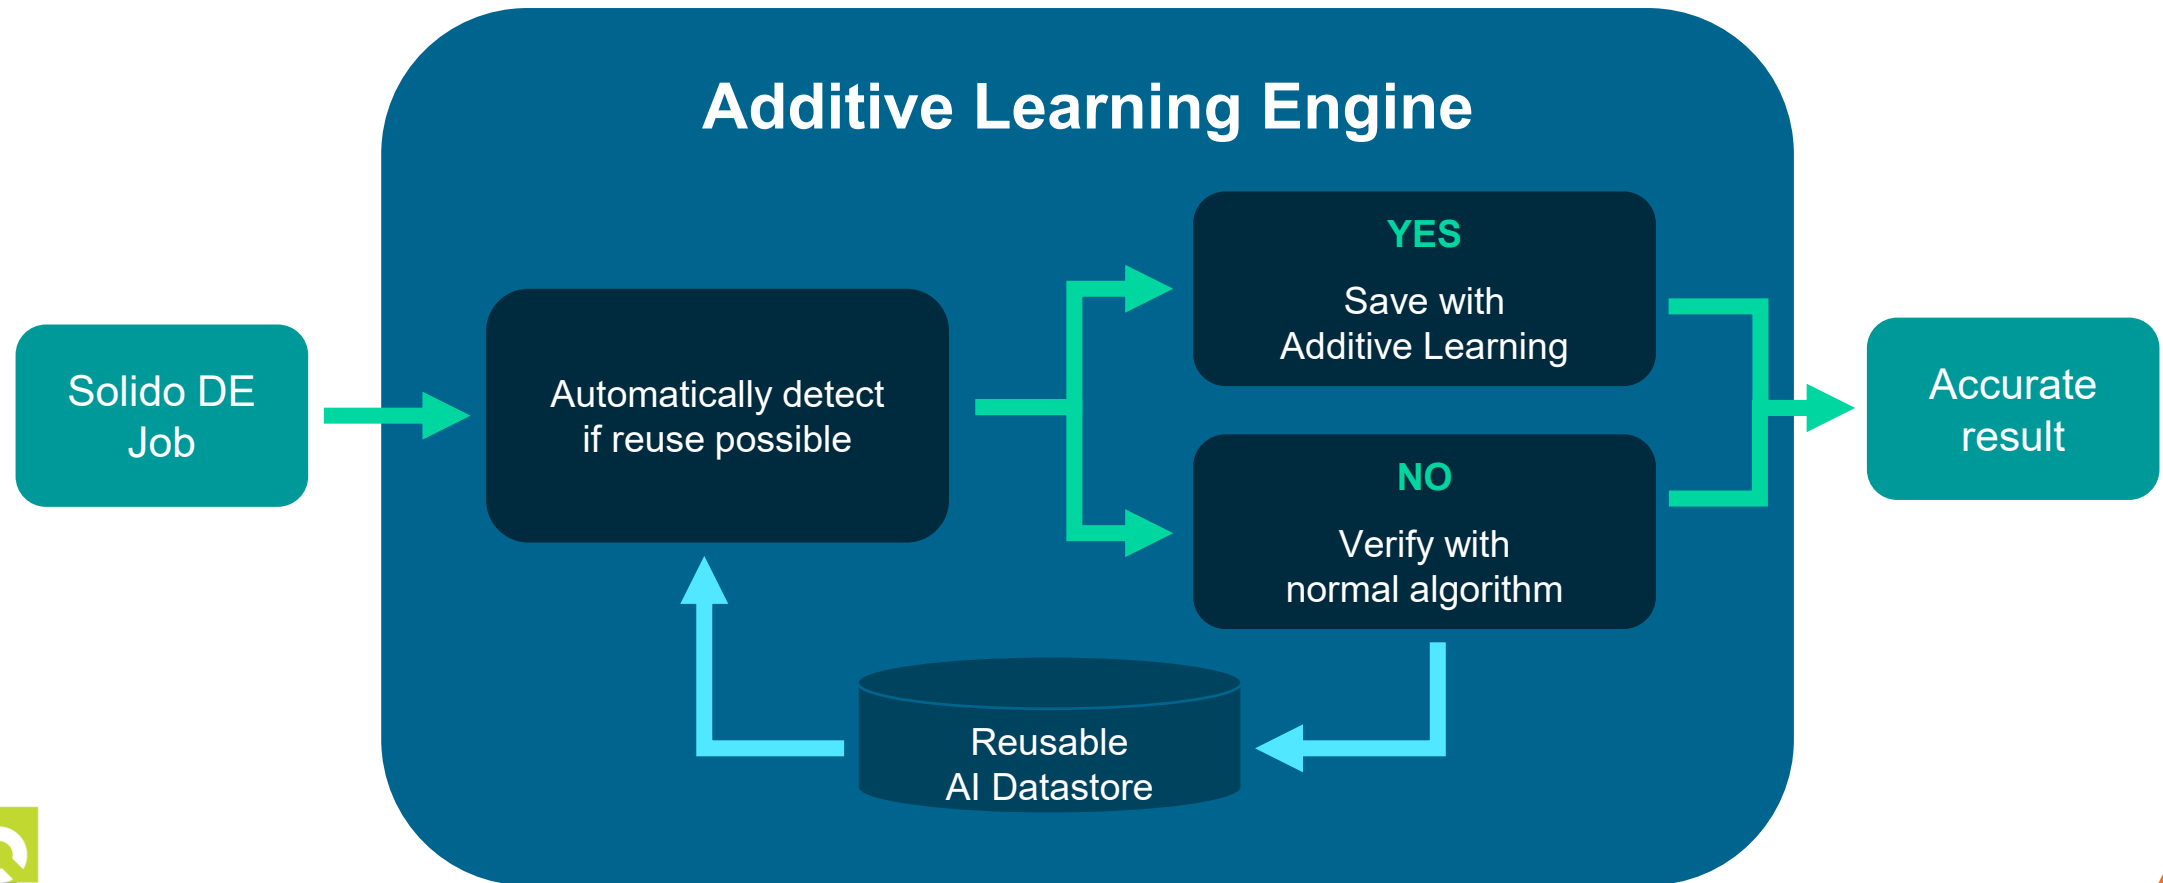 Additive Learning Engine
Solido DE
Job
Automatically detect
if reuse possible
YES
Save with
Additive Learning
NO
Verify with
normal algorithm
Reusable
AI Datastore
Accurate
result